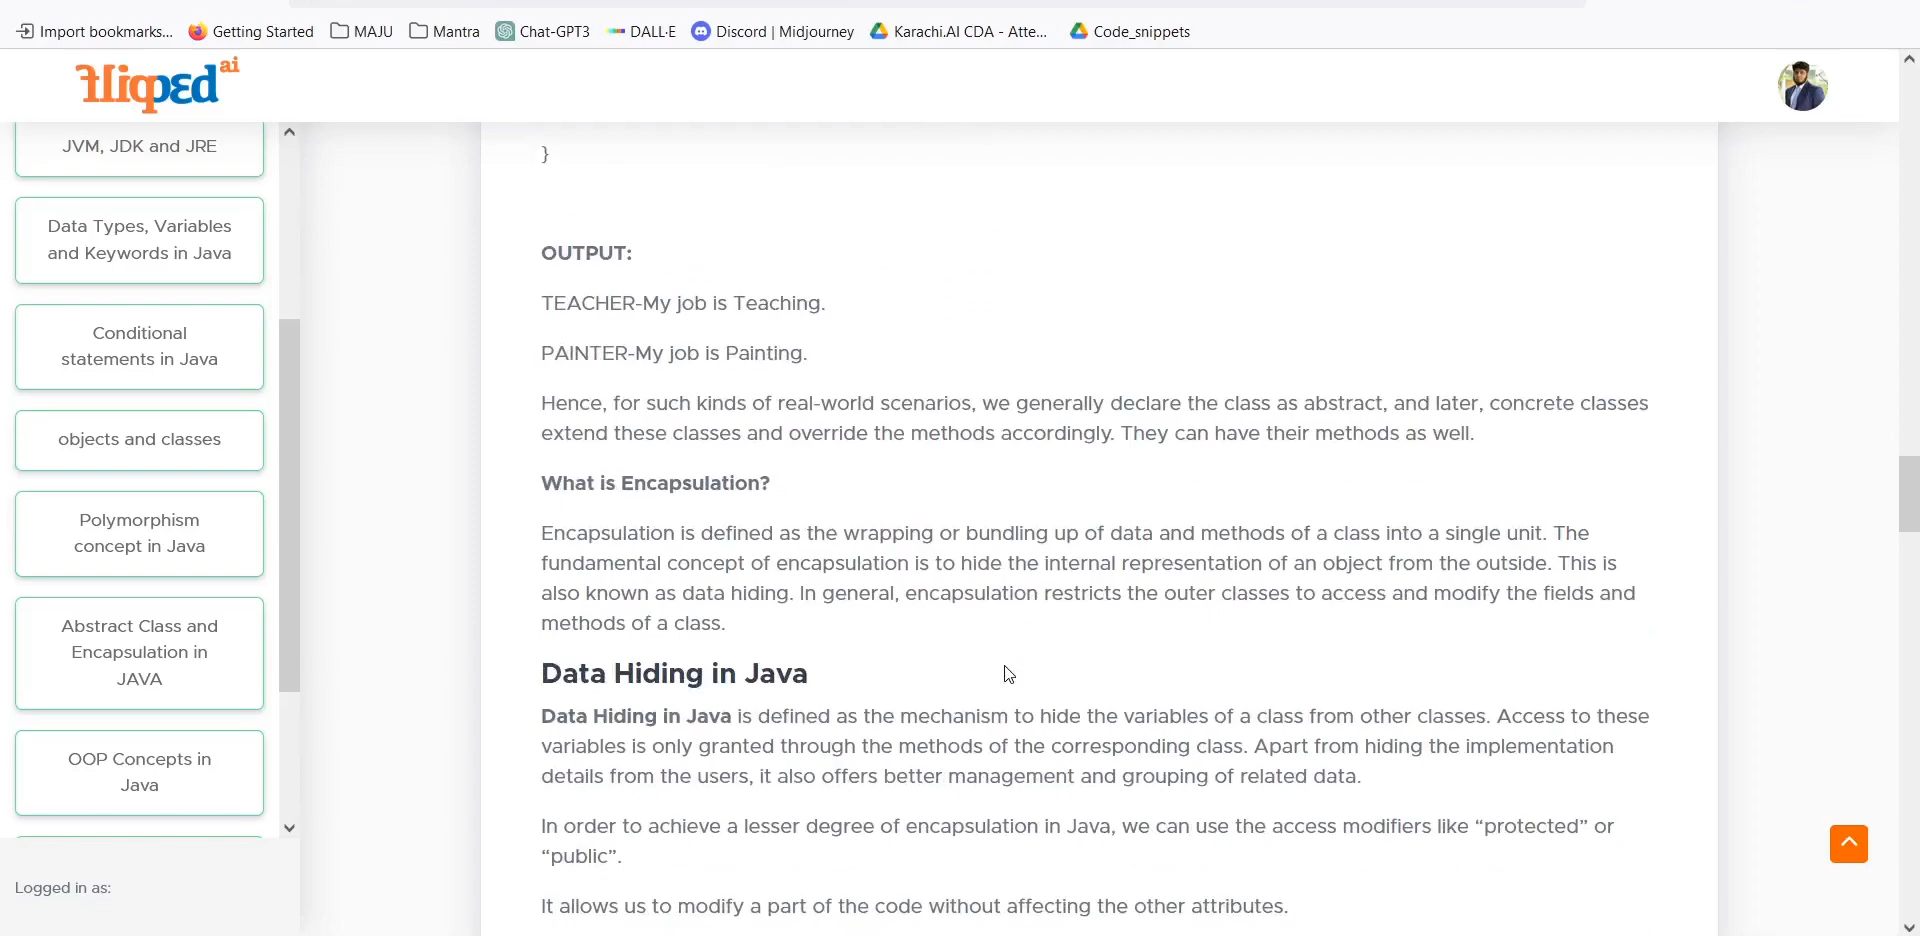 Import bookmarks... Getting Started MAJU Mantra Chat-GPT3 DALL·E Discord | Midjourney Karachi.AI CDA - Atte... Code_snippets
flipped ai
JVM, JDK and JRE
Data Types, Variables
and Keywords in Java
Conditional
statements in Java
objects and classes
Polymorphism
concept in Java
Abstract Class and
Encapsulation in
JAVA
OOP Concepts in
Java
Logged in as:
}
OUTPUT:
TEACHER-My job is Teaching.
PAINTER-My job is Painting.
Hence, for such kinds of real-world scenarios, we generally declare the class as abstract, and later, concrete classes
extend these classes and override the methods accordingly. They can have their methods as well.
What is Encapsulation?
Encapsulation is defined as the wrapping or bundling up of data and methods of a class into a single unit. The
fundamental concept of encapsulation is to hide the internal representation of an object from the outside. This is
also known as data hiding. In general, encapsulation restricts the outer classes to access and modify the fields and
methods of a class.
Data Hiding in Java
Data Hiding in Java is defined as the mechanism to hide the variables of a class from other classes. Access to these
variables is only granted through the methods of the corresponding class. Apart from hiding the implementation
details from the users, it also offers better management and grouping of related data.
In order to achieve a lesser degree of encapsulation in Java, we can use the access modifiers like “protected” or
“public”.
It allows us to modify a part of the code without affecting the other attributes.